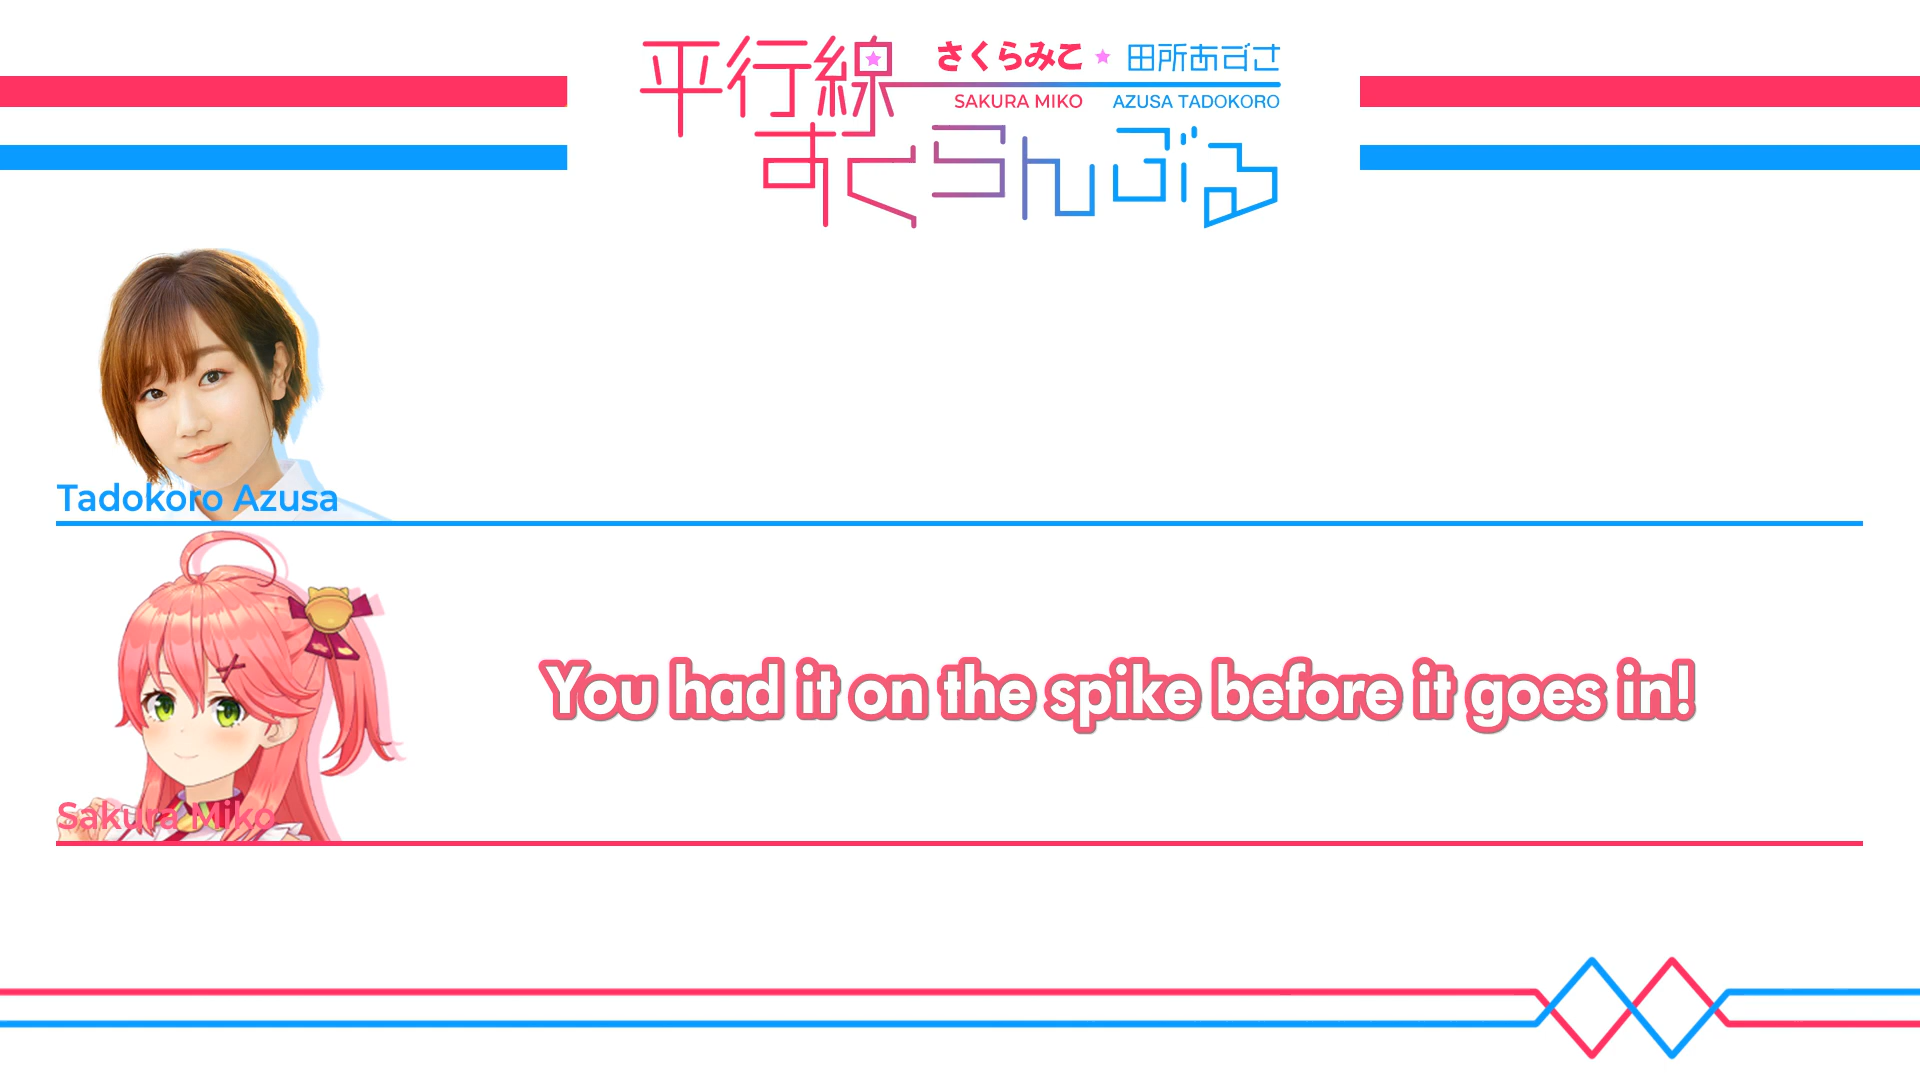 平行線
すくらんぶる
さくらみこ★田所あずさ
SAKURA MIKO AZUSA TADOKORO
Tadokoro Azusa
You had it on the spike before it goes in!
Sakura Miko